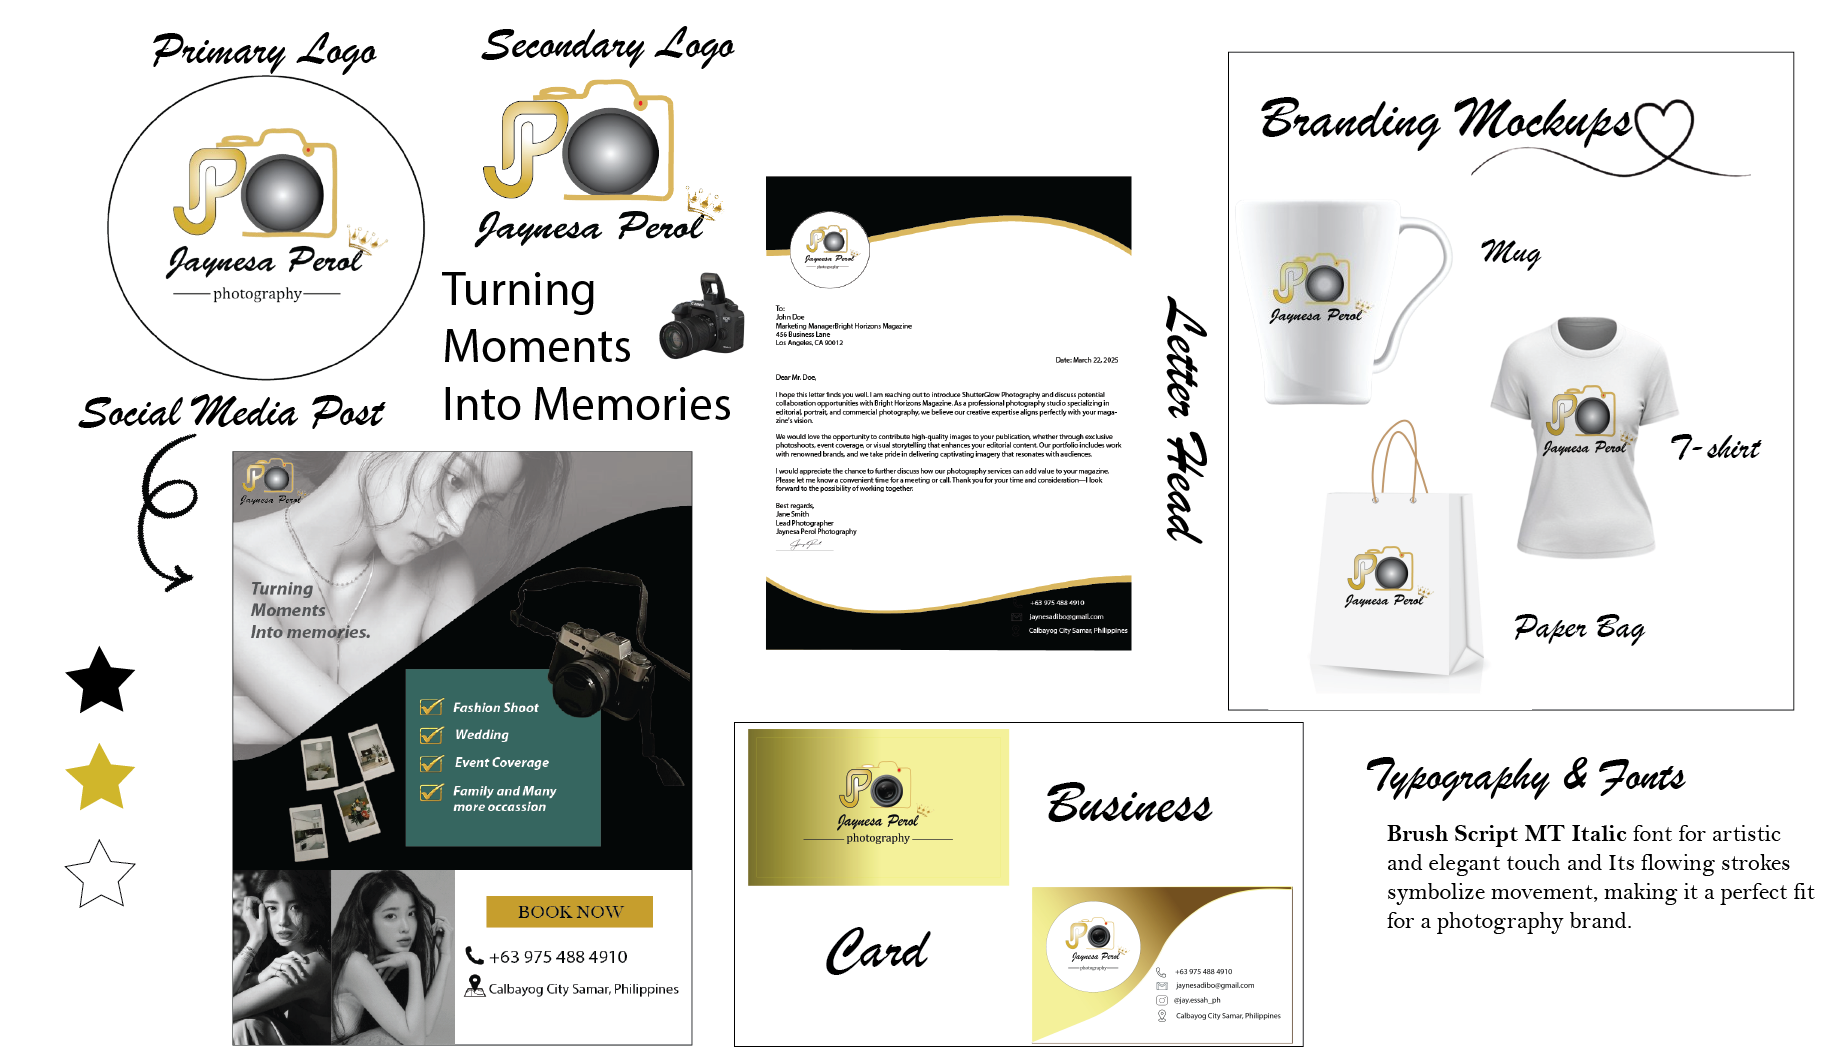 Primary Logo
JP
Jaynesa Perol
photography
Secondary Logo
JP
Jaynesa Perol
Turning
Moments
Into Memories
Social Media Post
JP
Jaynesa Perol
Turning
Moments
Into memories.
Fashion Shoot
Wedding
Event Coverage
Family and Many
more occassion
BOOK NOW
+63 975 488 4910
Calbayog City Samar, Philippines
JP
Jaynesa Perol
photography
To:
John Doe
Marketing ManagerBright Horizons Magazine
456 Business Lane
Los Angeles, CA 90012
Date: March 22, 2025
Dear Mr. Doe,
I hope this letter finds you well. I am reaching out to introduce ShutterGlow Photography and discuss potential
collaboration opportunities with Bright Horizons Magazine. As a professional photography studio specializing in
editorial, portrait, and commercial photography, we believe our creative expertise aligns perfectly with your maga-
zine's vision.
We would love the opportunity to contribute high-quality images to your publication, whether through exclusive
photoshoots, event coverage, or visual storytelling that enhances your editorial content. Our portfolio includes work
with renowned brands, and we take pride in delivering captivating imagery that resonates with audiences.
I would appreciate the chance to further discuss how our photography services can add value to your magazine.
Please let me know a convenient time for a meeting or call. Thank you for your time and consideration—I look
forward to the possibility of working together.
Best regards,
Jane Smith
Lead Photographer
Jaynesa Perol Photography
+63 975 488 4910
jaynesadibo@gmail.com
Calbayog City Samar, Philippines
Letter Head
Branding Mockups
JP
Jaynesa Perol
Mug
JP
Jaynesa Perol
T-shirt
JP
Jaynesa Perol
Paper Bag
JP
Jaynesa Perol
photography
Business
Card
JP
Jaynesa Perol
photography
+63 975 488 4910
jaynesadibo@gmail.com
@jay.essah_ph
Calbayog City Samar, Philippines
Typography & Fonts
Brush Script MT Italic font for artistic
and elegant touch and Its flowing strokes
symbolize movement, making it a perfect fit
for a photography brand.